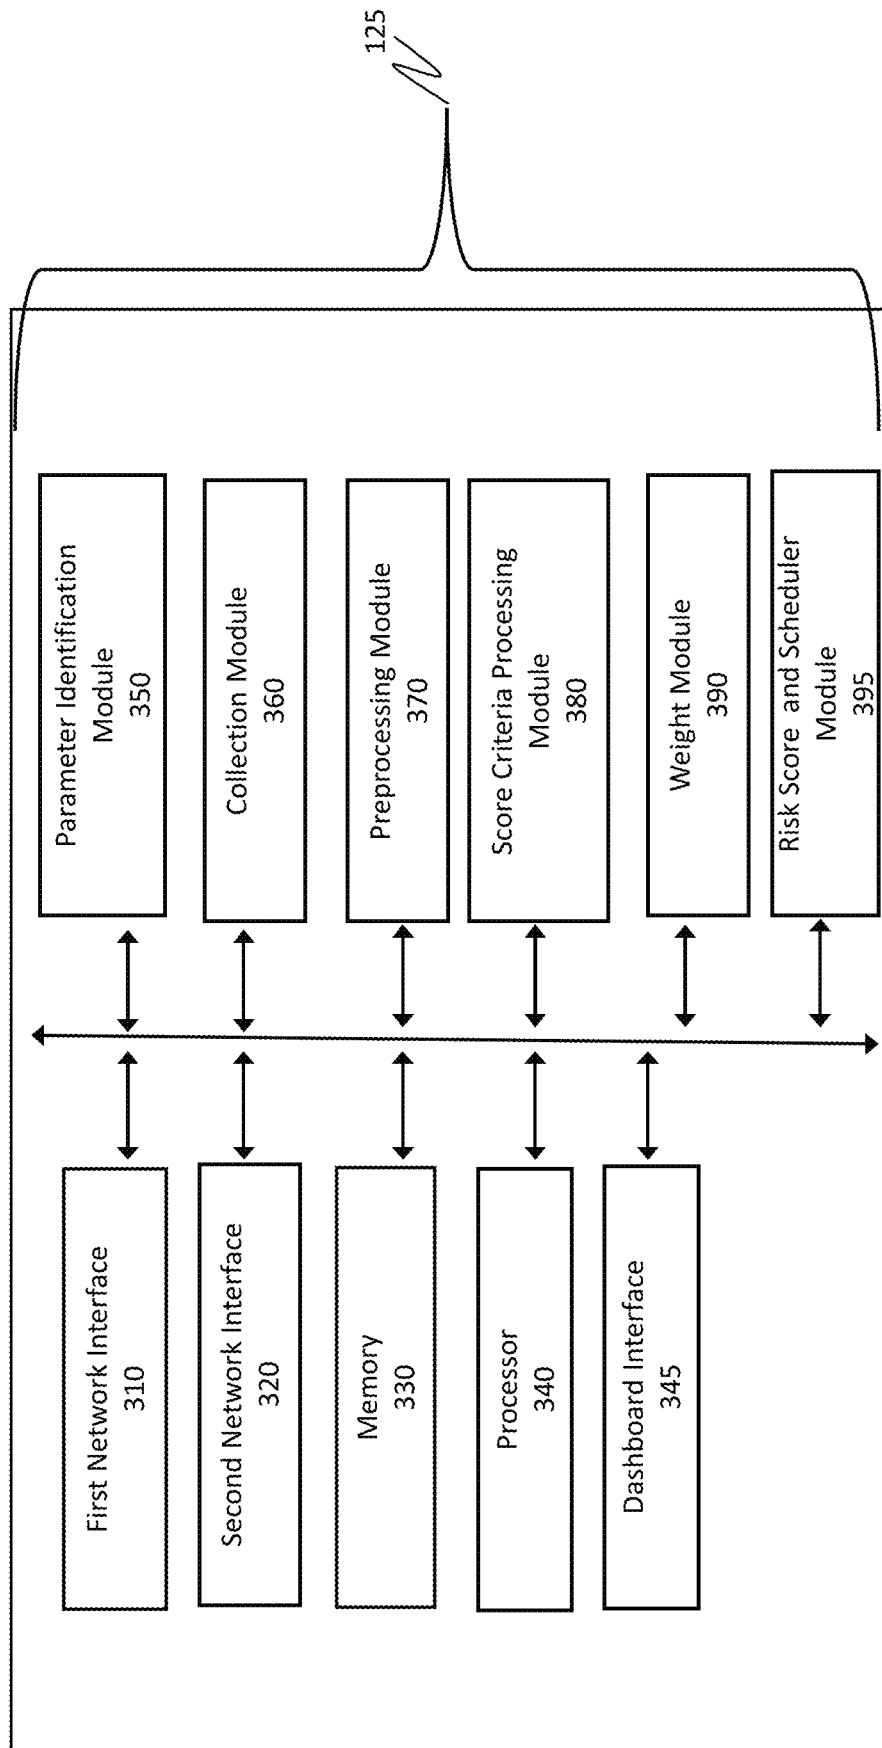 125
First Network Interface
310
Second Network Interface
320
Memory
330
Processor
340
Dashboard Interface
345
Parameter Identification
Module
350
Collection Module
360
Preprocessing Module
370
Score Criteria Processing
Module
380
Weight Module
390
Risk Score and Scheduler
Module
395